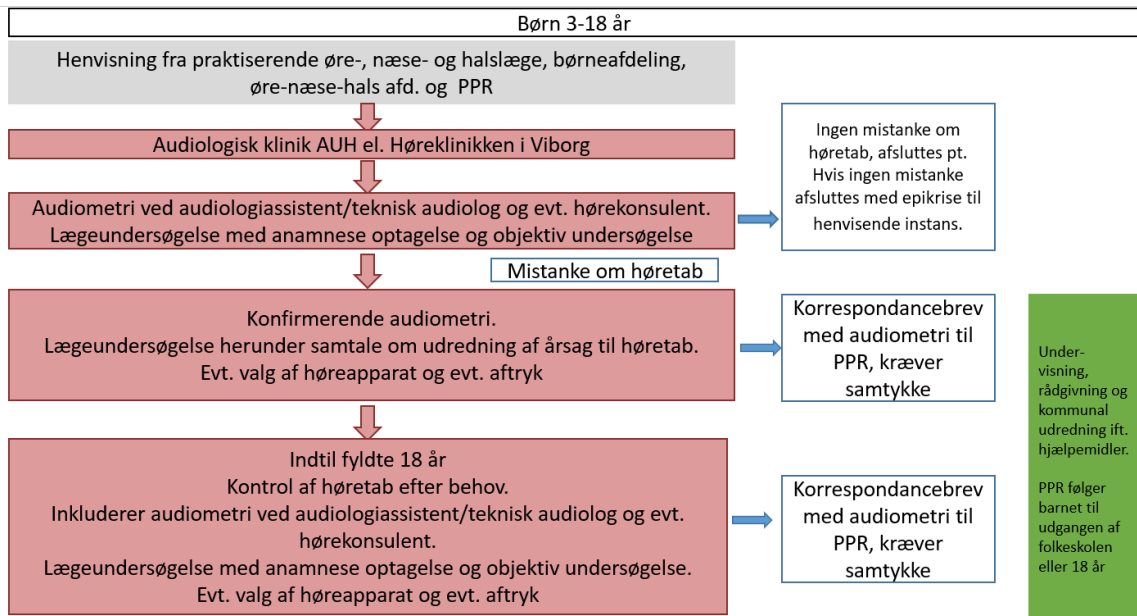 Børn 3-18 år
Henvisning fra praktiserende øre-, næse- og halslæge, børneafdeling,
øre-næse-hals afd. og PPR
Audiologisk klinik AUH el. Høreklinikken i Viborg
Audiometri ved audiologiassistent/teknisk audiolog og evt. hørekonsulent.
Lægeundersøgelse med anamnese optagelse og objektiv undersøgelse
Ingen mistanke om
høretab, afsluttes pt.
Hvis ingen mistanke
afsluttes med epikrise til
henvisende instans.
Mistanke om høretab
Konfirmerende audiometri.
Lægeundersøgelse herunder samtale om udredning af årsag til høretab.
Evt. valg af høreapparat og evt. aftryk
Korrespondancebrev
med audiometri til
PPR, kræver
samtykke
Indtil fyldte 18 år
Kontrol af høretab efter behov.
Inkluderer audiometri ved audiologiassistent/teknisk audiolog og evt.
hørekonsulent.
Lægeundersøgelse med anamnese optagelse og objektiv undersøgelse.
Evt. valg af høreapparat og evt. aftryk
Korrespondancebrev
med audiometri til
PPR, kræver
samtykke
Under-
visning,
rådgivning og
kommunal
udredning ift.
hjælpemidler.
PPR følger
barnet til
udgangen af
folkeskolen
eller 18 år